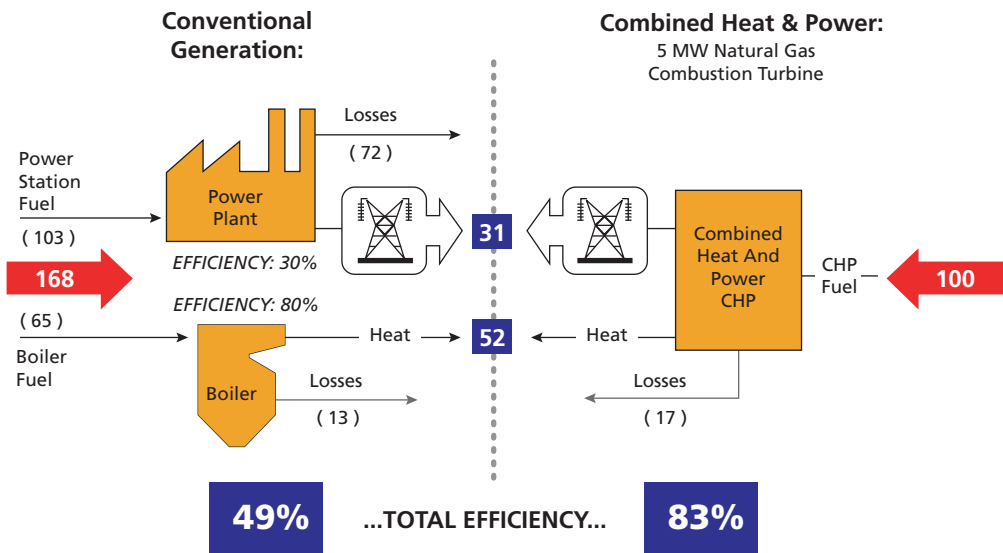 Conventional
Generation:
Combined Heat & Power:
5 MW Natural Gas
Combustion Turbine
Losses
( 72 )
Power
Station
Fuel
( 103 )
Power
Plant
31
Combined
Heat And
Power
CHP
CHP
Fuel
168
100
EFFICIENCY: 30%
EFFICIENCY: 80%
( 65 )
Boiler
Fuel
Heat
52
Heat
Boiler
Losses
( 13 )
Losses
( 17 )
49%
...TOTAL EFFICIENCY...
83%